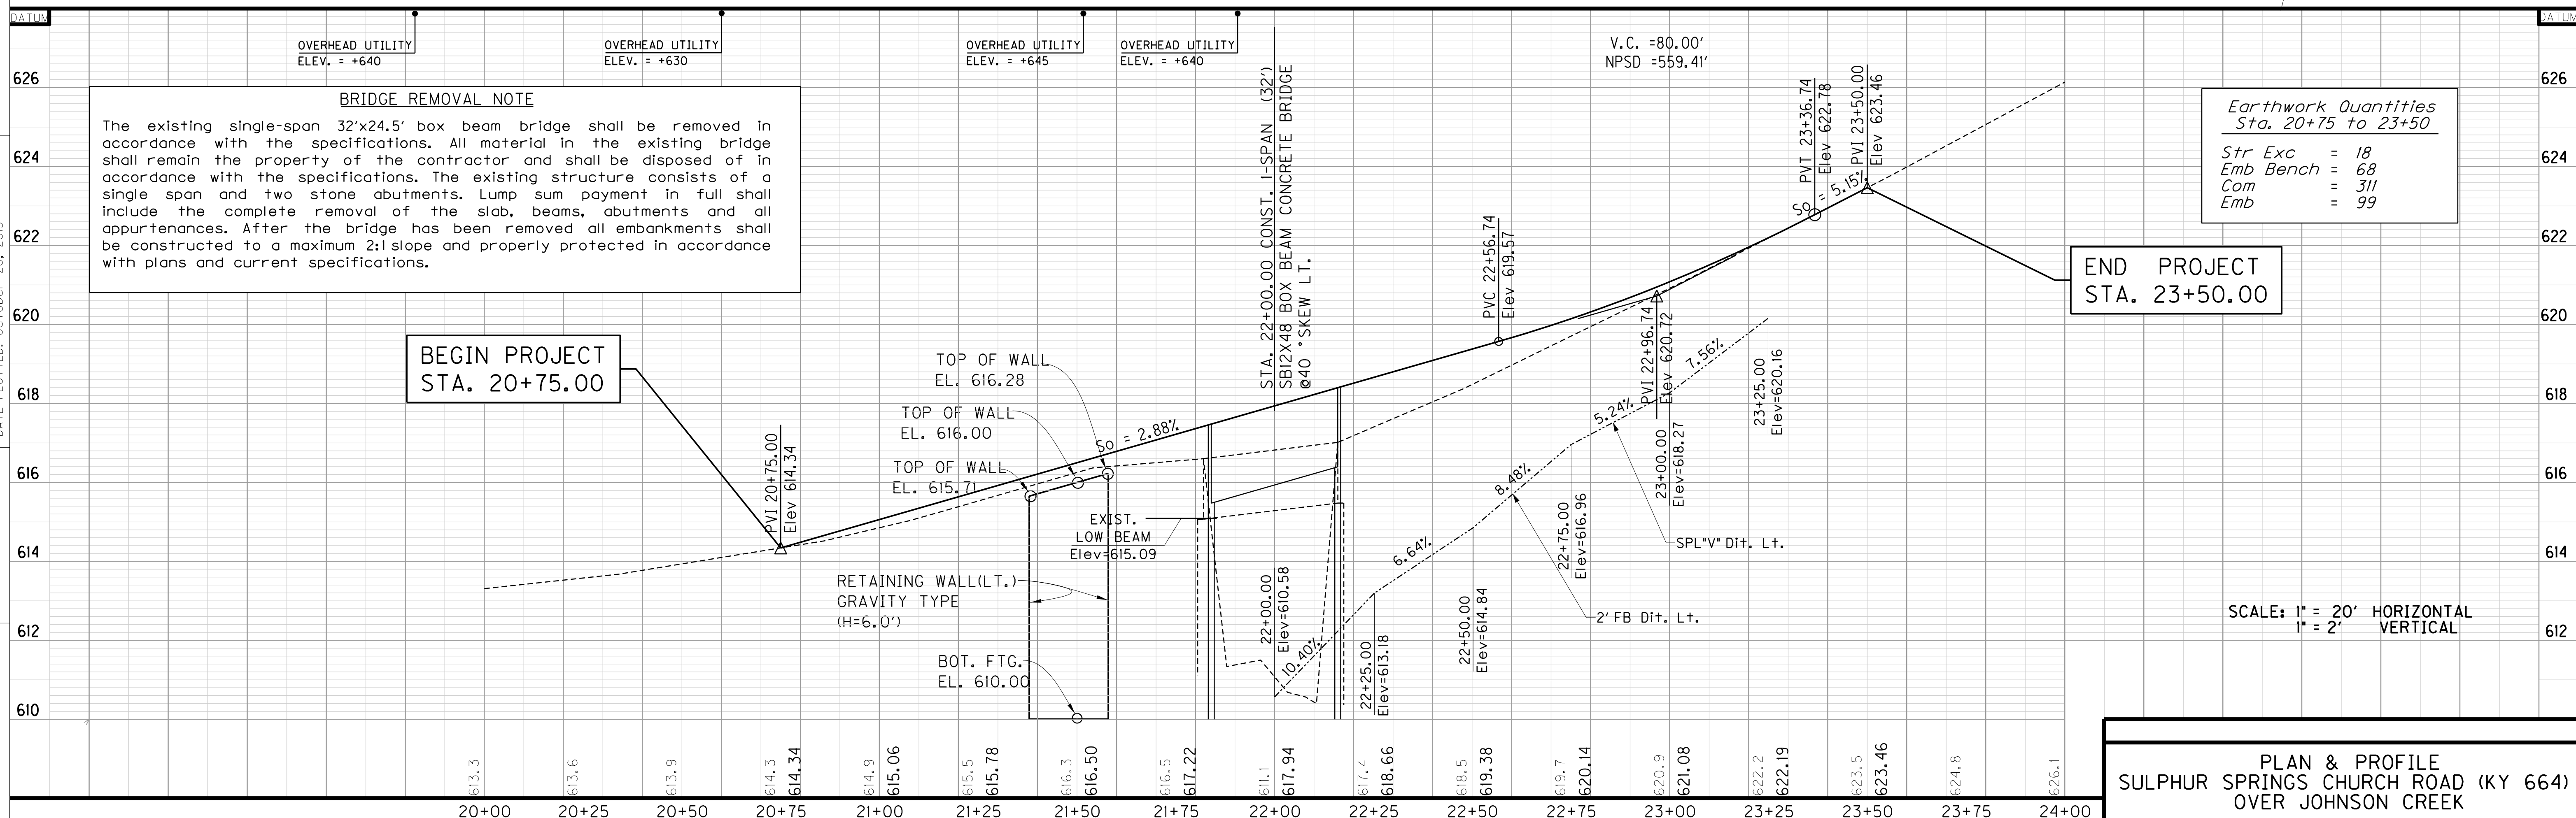 DATUM
DATUM
OVERHEAD UTILITY
ELEV. = +640
OVERHEAD UTILITY
ELEV. = +630
OVERHEAD UTILITY
ELEV. = +645
OVERHEAD UTILITY
ELEV. = +640
V.C. =80.00'
NPSD =559.41'
626
624
622
620
618
616
614
612
610
BRIDGE REMOVAL NOTE
The existing single-span 32'x24.5' box beam bridge shall be removed in
accordance with the specifications. All material in the existing bridge
shall remain the property of the contractor and shall be disposed of in
accordance with the specifications. The existing structure consists of a
single span and two stone abutments. Lump sum payment in full shall
include the complete removal of the slab, beams, abutments and all
appurtenances. After the bridge has been removed all embankments shall
be constructed to a maximum 2:1 slope and properly protected in accordance
with plans and current specifications.
BEGIN PROJECT
STA. 20+75.00
PVI 20+75.00
Elev 614.34
TOP OF WALL
EL. 616.28
TOP OF WALL
EL. 616.00
TOP OF WALL
EL. 615.71
So = 2.88%
EXIST.
LOW BEAM
Elev=615.09
RETAINING WALL(LT.)
GRAVITY TYPE
(H=6.0')
BOT. FTG.
EL. 610.00
STA. 22+00.00 CONST. 1-SPAN (32')
SB12X48 BOX BEAM CONCRETE BRIDGE
@40 °SKEW LT.
PVC 22+56.74
Elev 619.57
PVI 22+96.74
Elev 620.72
PVT 23+36.74
Elev 622.78
PVI 23+50.00
Elev 623.46
So = 5.15%
22+00.00
Elev=610.58
10.40%
22+25.00
Elev=613.18
6.64%
22+50.00
Elev=614.84
8.48%
22+75.00
Elev=616.96
5.24%
23+00.00
Elev=618.27
7.56%
23+25.00
Elev=620.16
SPL"V" Dit. Lt.
2' FB Dit. Lt.
Earthwork Quantities
Sta. 20+75 to 23+50
Str Exc = 18
Emb Bench = 68
Com = 311
Emb = 99
END PROJECT
STA. 23+50.00
626
624
622
620
618
616
614
612
SCALE: 1" = 20' HORIZONTAL
1" = 2' VERTICAL
613.3
613.6
613.9
614.3
614.34
614.9
615.06
615.5
615.78
616.3
616.50
616.5
617.22
611.1
617.94
617.4
618.66
618.5
619.38
619.7
620.14
620.9
621.08
622.2
622.19
623.5
623.46
624.8
626.1
20+00
20+25
20+50
20+75
21+00
21+25
21+50
21+75
22+00
22+25
22+50
22+75
23+00
23+25
23+50
23+75
24+00
PLAN & PROFILE
SULPHUR SPRINGS CHURCH ROAD (KY 664)
OVER JOHNSON CREEK